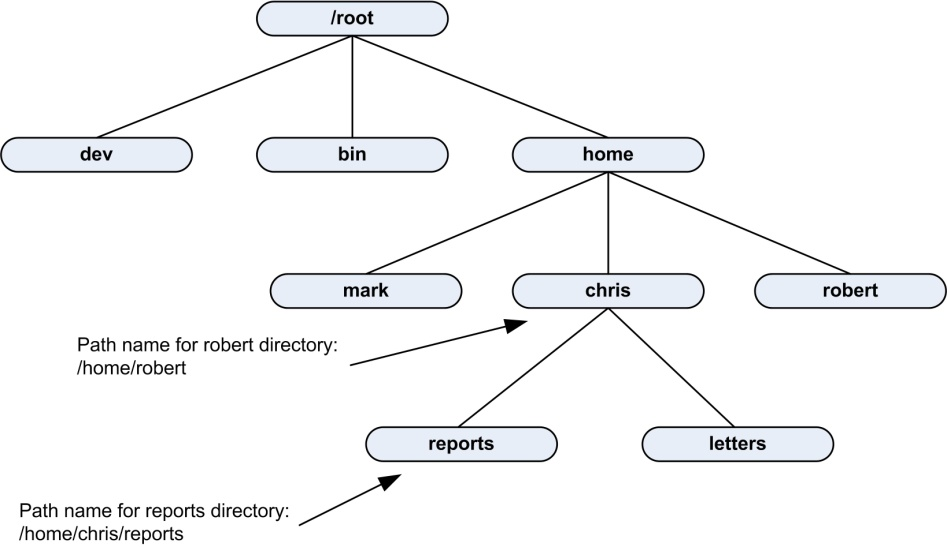 /root
dev
bin
home
mark
chris
robert
Path name for robert directory:
/home/robert
reports
letters
Path name for reports directory:
/home/chris/reports